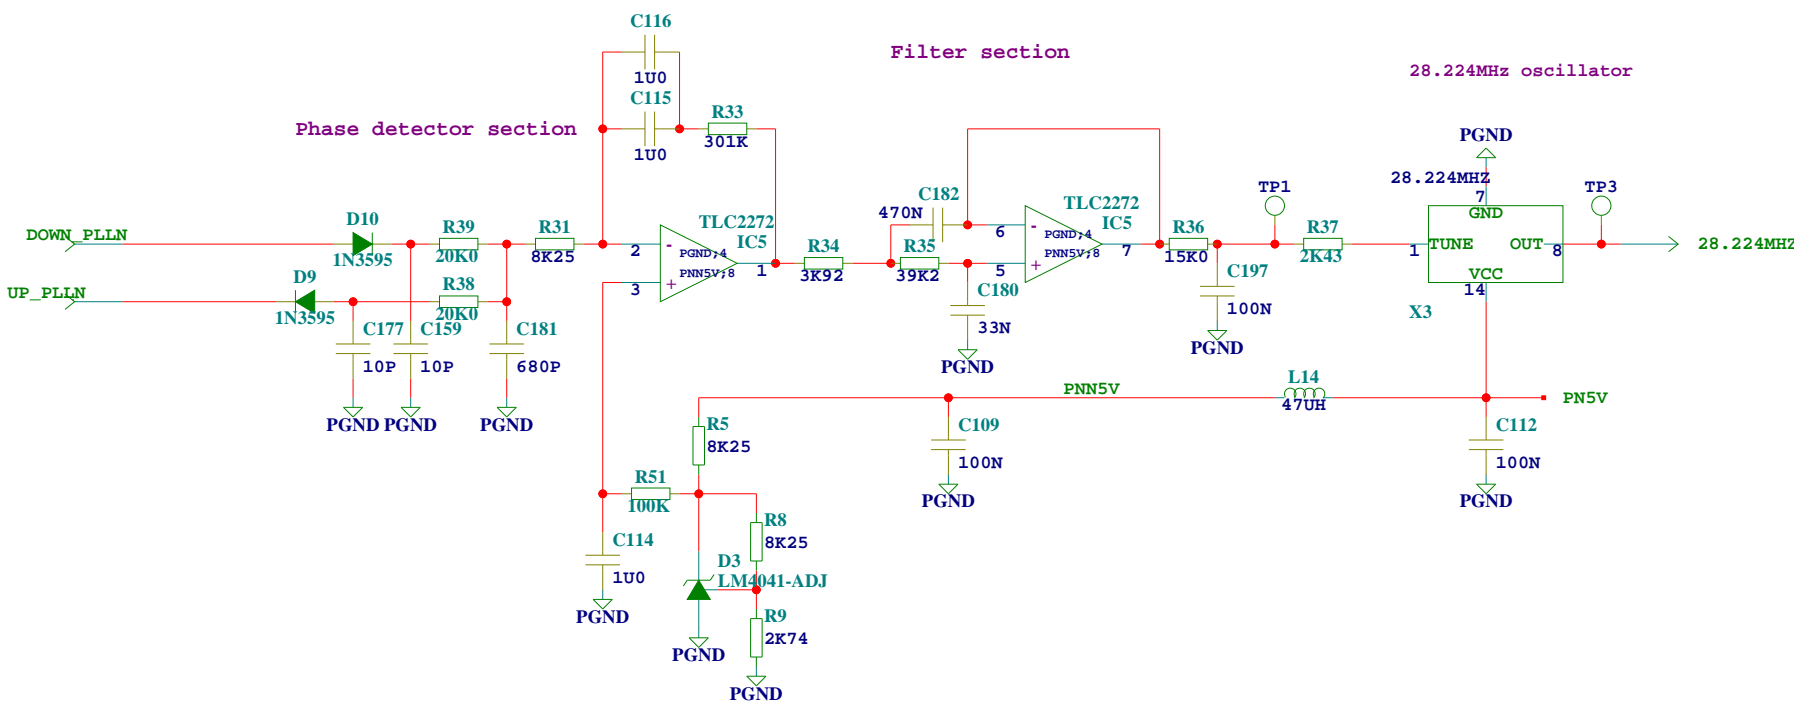 C116
1U0
C115
1U0
R33
301K
Filter section
28.224MHz oscillator
Phase detector section
PGND
28.224MHZ
7
GND
TP1
TP3
DOWN_PLLN
D10
1N3595
R39
20K0
R31
8K25
2
-
PGND;4
PNN5V;8
+
3
TLC2272
IC5
1
R34
3K92
C182
470N
R35
39K2
6
-
PGND;4
PNN5V;8
5
+
TLC2272
IC5
7
R36
15K0
R37
2K43
1
TUNE
OUT
8
28.224MHZ
VCC
14
X3
UP_PLLN
D9
1N3595
R38
20K0
C177
10P
C159
10P
C181
680P
PGND
PGND
PGND
C180
33N
PGND
C197
100N
PGND
PNN5V
L14
47UH
PN5V
R5
8K25
C109
100N
PGND
C112
100N
PGND
R51
100K
C114
1U0
PGND
R8
8K25
D3
LM4041-ADJ
R9
2K74
PGND
PGND